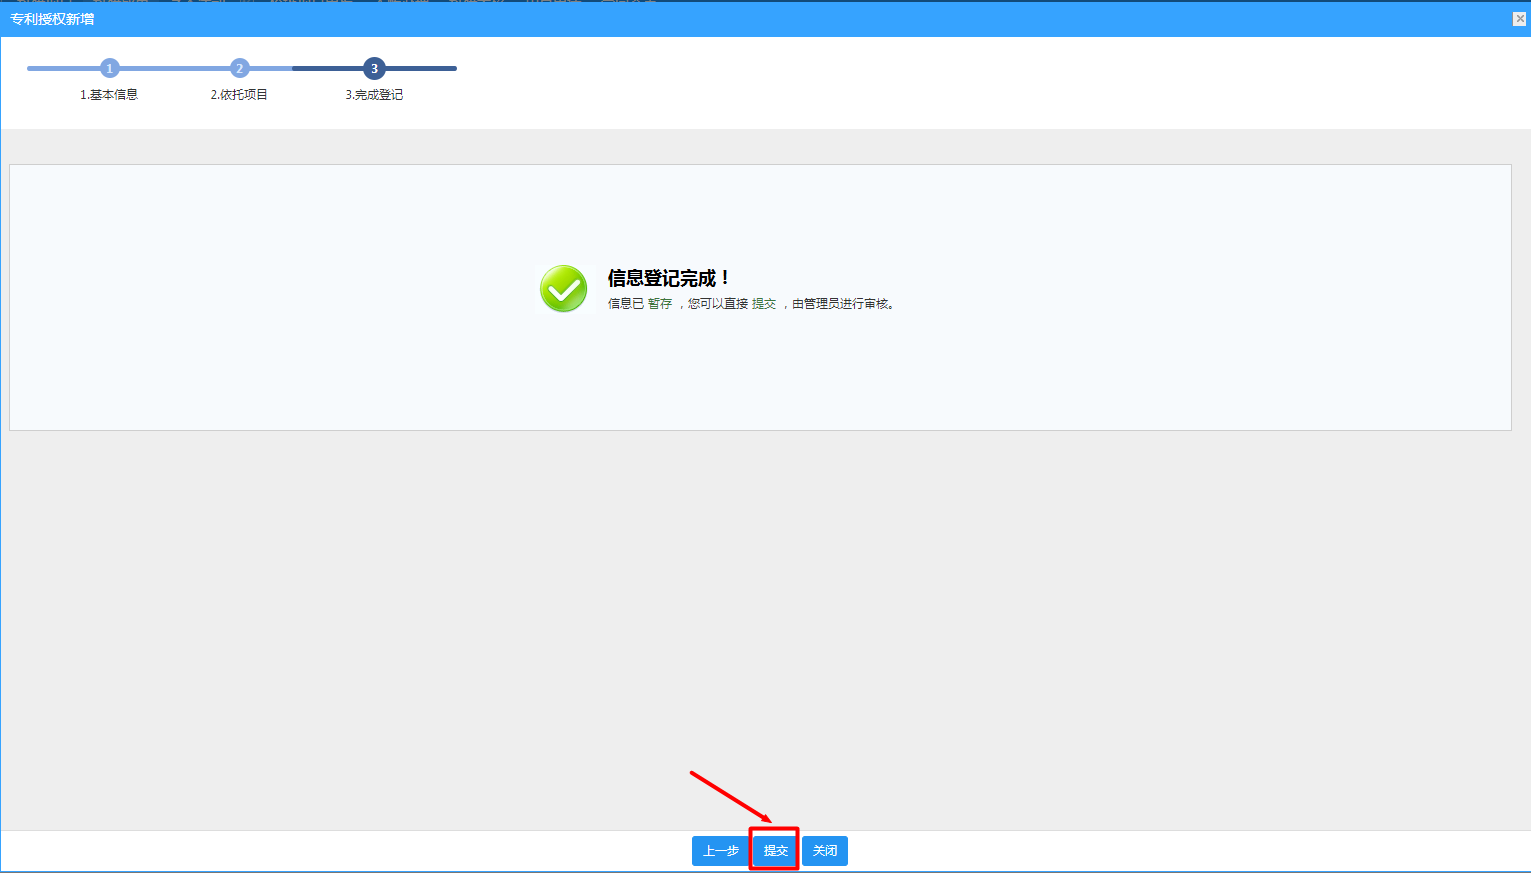 专利授权新增
1 2 3
1.基本信息 2.依托项目 3.完成登记
信息登记完成！
信息已 暂存 ，您可以直接 提交 ，由管理员进行审核。
上一步 提交 关闭